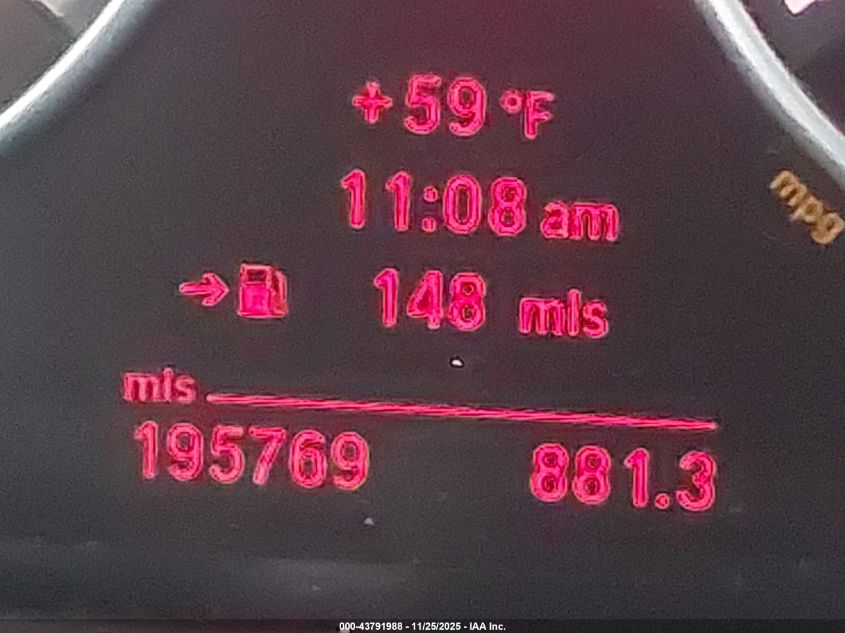 +59 °F
11:08 am
mpg
148 mls
mls
195769 881.3
000-43791988 - 11/25/2025 - IAA Inc.